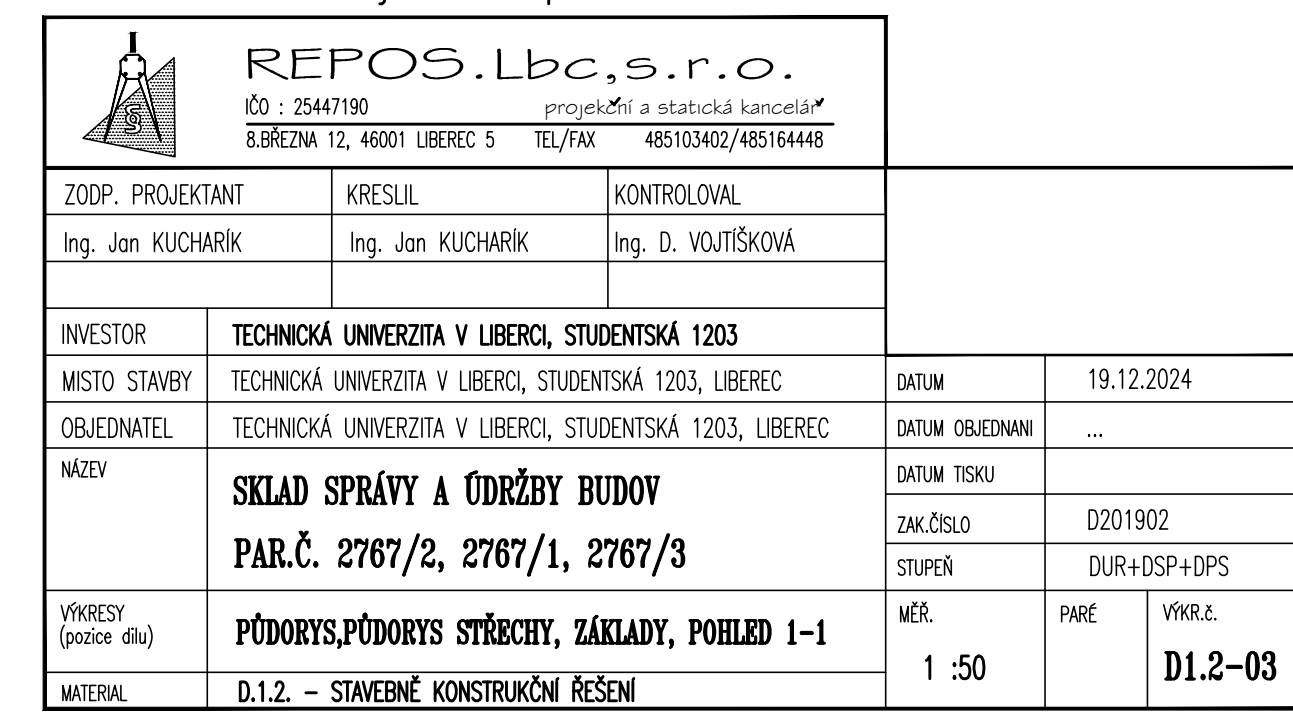 REPOS.Lbc,s.r.o.
IČO : 25447190 projekční a statická kancelář
8.BŘEZNA 12, 46001 LIBEREC 5 TEL/FAX 485103402/485164448
ZODP. PROJEKTANT KRESLIL KONTROLOVAL
Ing. Jan KUCHARÍK Ing. Jan KUCHARÍK Ing. D. VOJTÍŠKOVÁ
INVESTOR TECHNICKÁ UNIVERZITA V LIBERCI, STUDENTSKÁ 1203
MISTO STAVBY TECHNICKÁ UNIVERZITA V LIBERCI, STUDENTSKÁ 1203, LIBEREC DATUM 19.12.2024
OBJEDNATEL TECHNICKÁ UNIVERZITA V LIBERCI, STUDENTSKÁ 1203, LIBEREC DATUM OBJEDNANI ...
NÁZEV SKLAD SPRÁVY A ÚDRŽBY BUDOV DATUM TISKU
ZAK.ČÍSLO D201902
PAR.Č. 2767/2, 2767/1, 2767/3 STUPEŇ DUR+DSP+DPS
VÝKRESY MĚŘ. PARÉ VÝKR.č.
(pozice dilu) PŮDORYS,PŮDORYS STŘECHY, ZÁKLADY, POHLED 1-1
1 :50 D1.2-03
MATERIAL D.1.2. - STAVEBNĚ KONSTRUKČNÍ ŘEŠENÍ